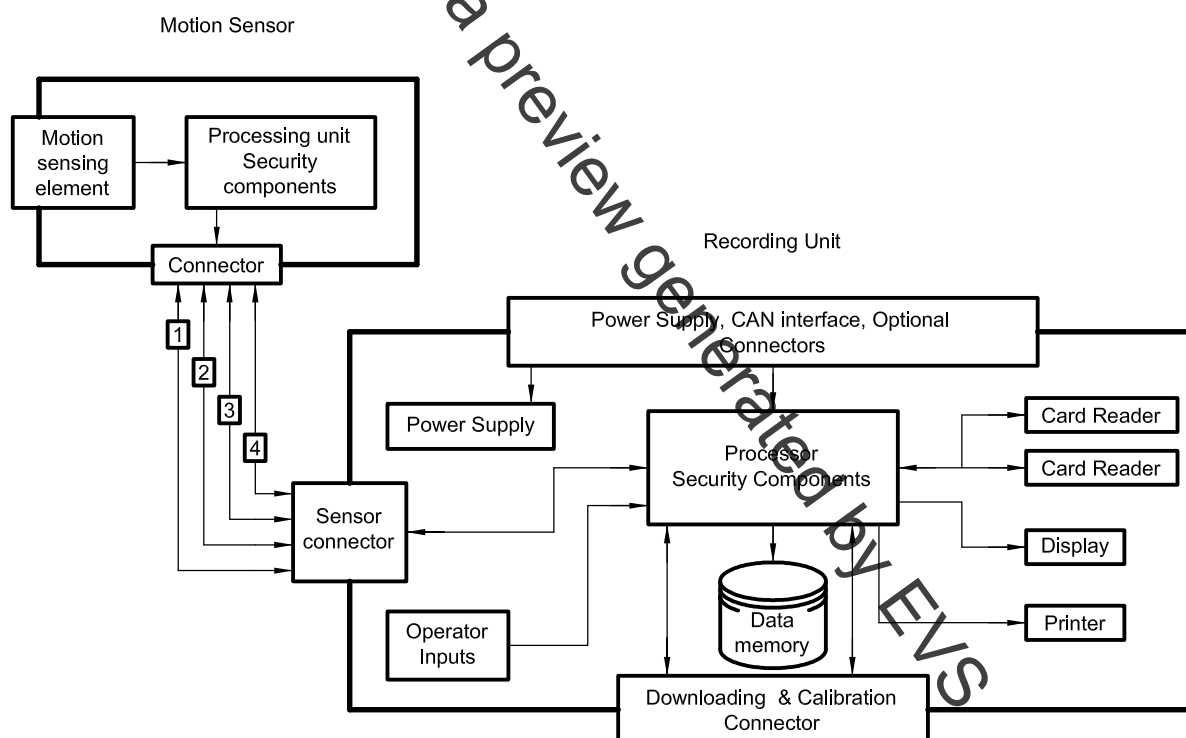 Motion Sensor
Motion
sensing
element
Processing unit
Security
components
Connector
1
2
3
4
Recording Unit
Power Supply, CAN interface, Optional
Connectors
Power Supply
Processor
Security Components
Card Reader
Card Reader
Sensor
connector
Display
Operator
Inputs
Data
memory
Printer
Downloading & Calibration
Connector
a preview generated by EVS